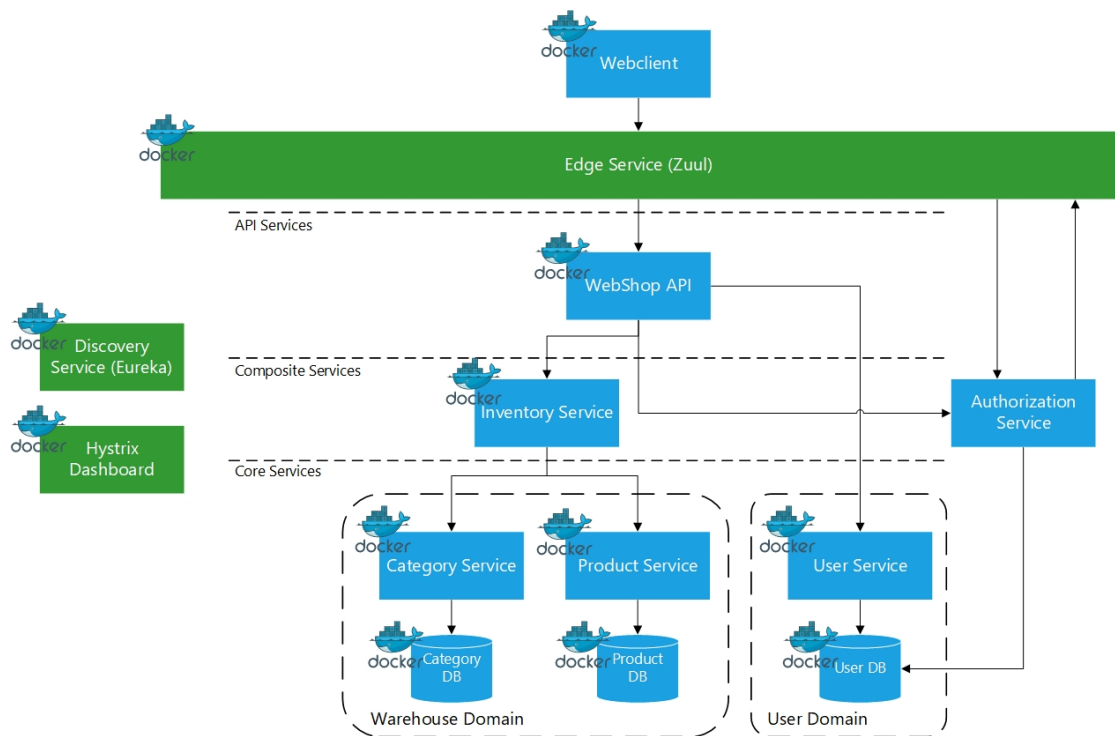 docker
Webclient
docker
Edge Service (Zuul)
API Services
docker
WebShop API
docker
Discovery
Service (Eureka)
Composite Services
docker
Inventory Service
Authorization
Service
docker
Hystrix
Dashboard
Core Services
docker
Category Service
docker
Product Service
docker
User Service
docker
Category
DB
docker
Product
DB
docker
User DB
Warehouse Domain
User Domain